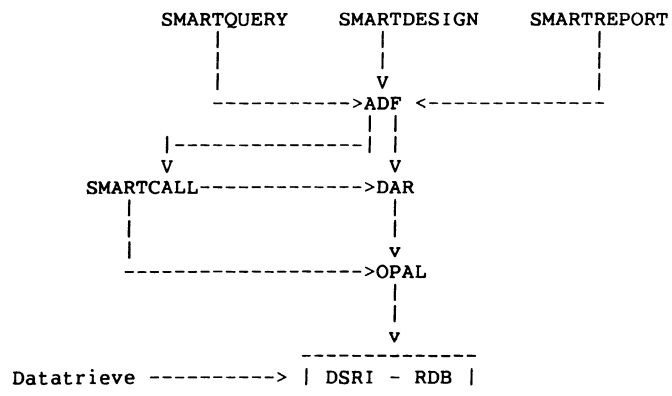 SMARTQUERY SMARTDESIGN SMARTREPORT
ADF
SMARTCALL DAR
OPAL
Datatrieve DSRI - RDB